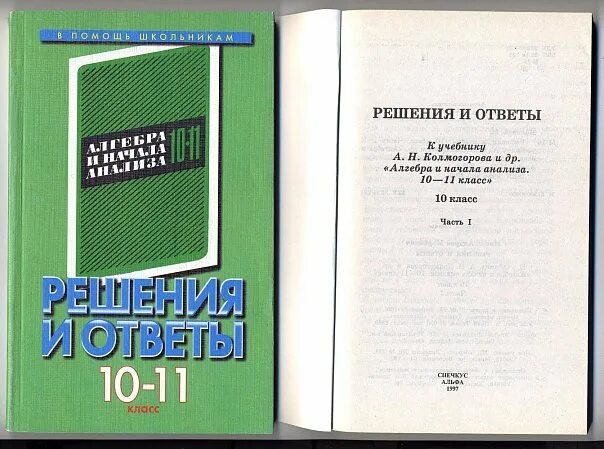 В ПОМОЩЬ ШКОЛЬНИКАМ
АЛГЕБРА
И НАЧАЛА
АНАЛИЗА
10-11
РЕШЕНИЯ
И ОТВЕТЫ
10-11
класс
РЕШЕНИЯ И ОТВЕТЫ
К учебнику
А. Н. Колмогорова и др.
«Алгебра и начала анализа.
10—11 класс»
10 класс
Часть I
СПЕЧКУС
АЛЬФА
1997